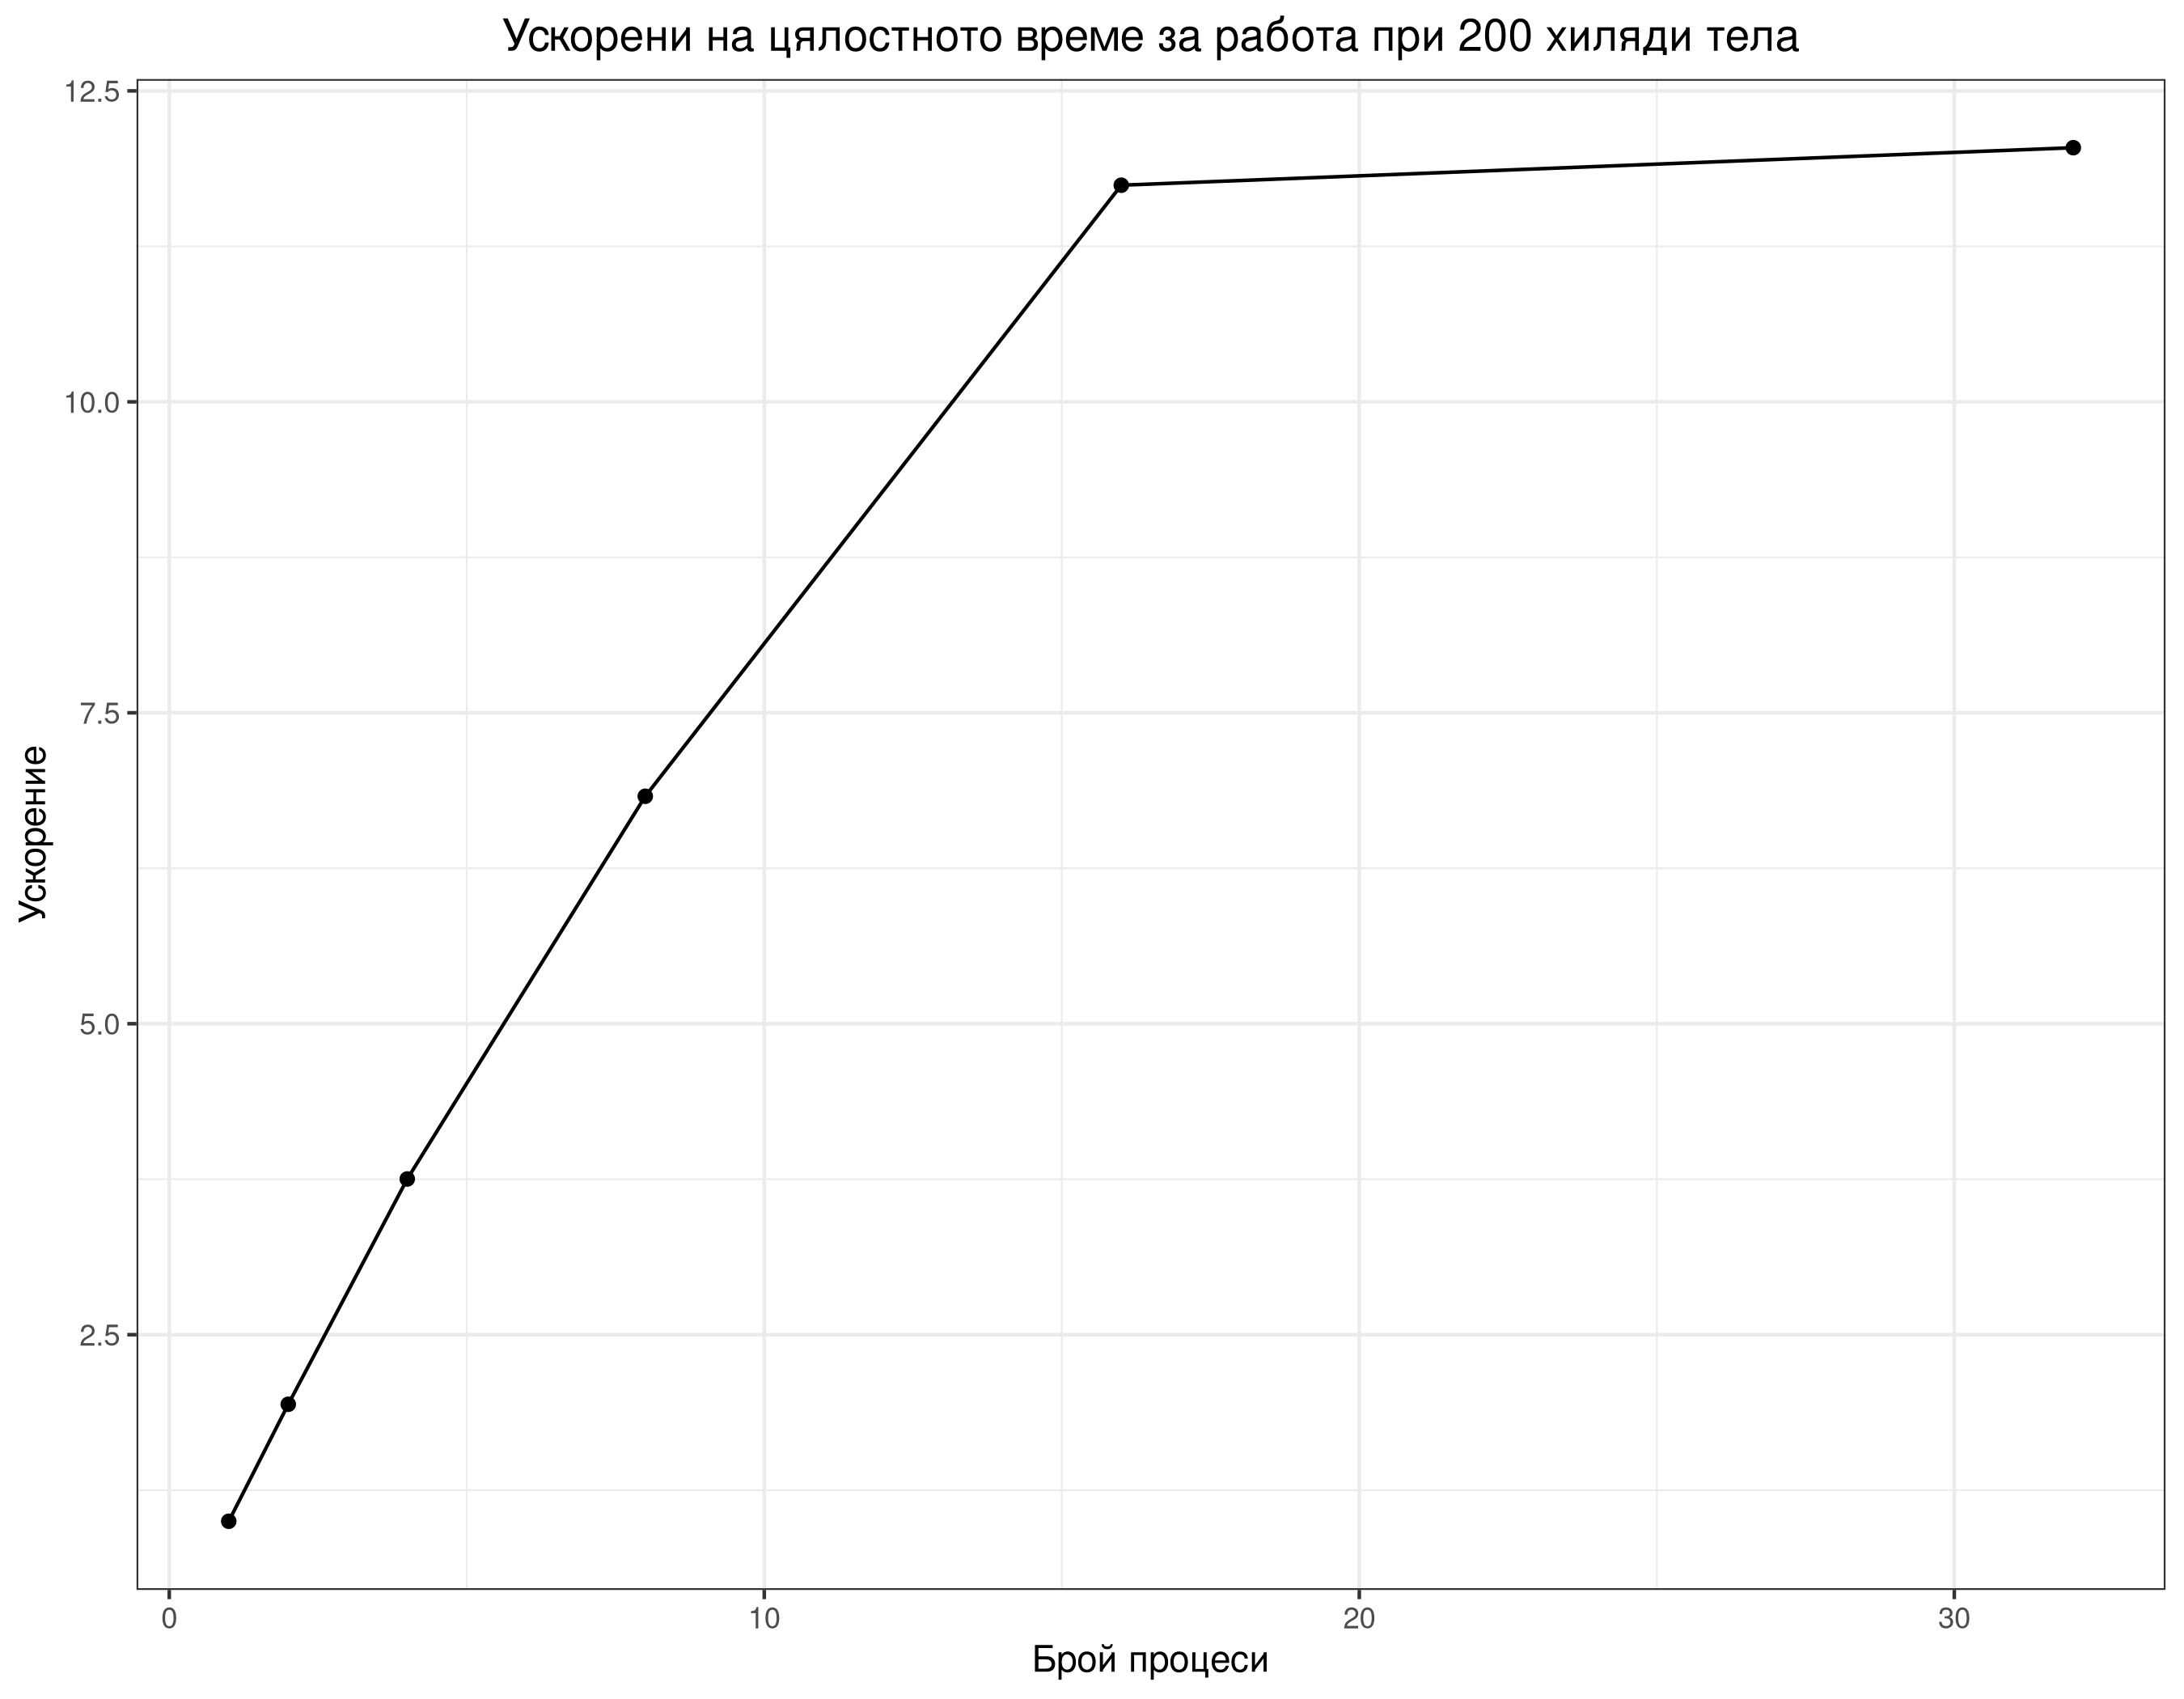 Ускорени на цялостното време за работа при 200 хиляди тела
12.5
10.0
7.5
5.0
2.5
Ускорение
0 10 20 30
Брой процеси